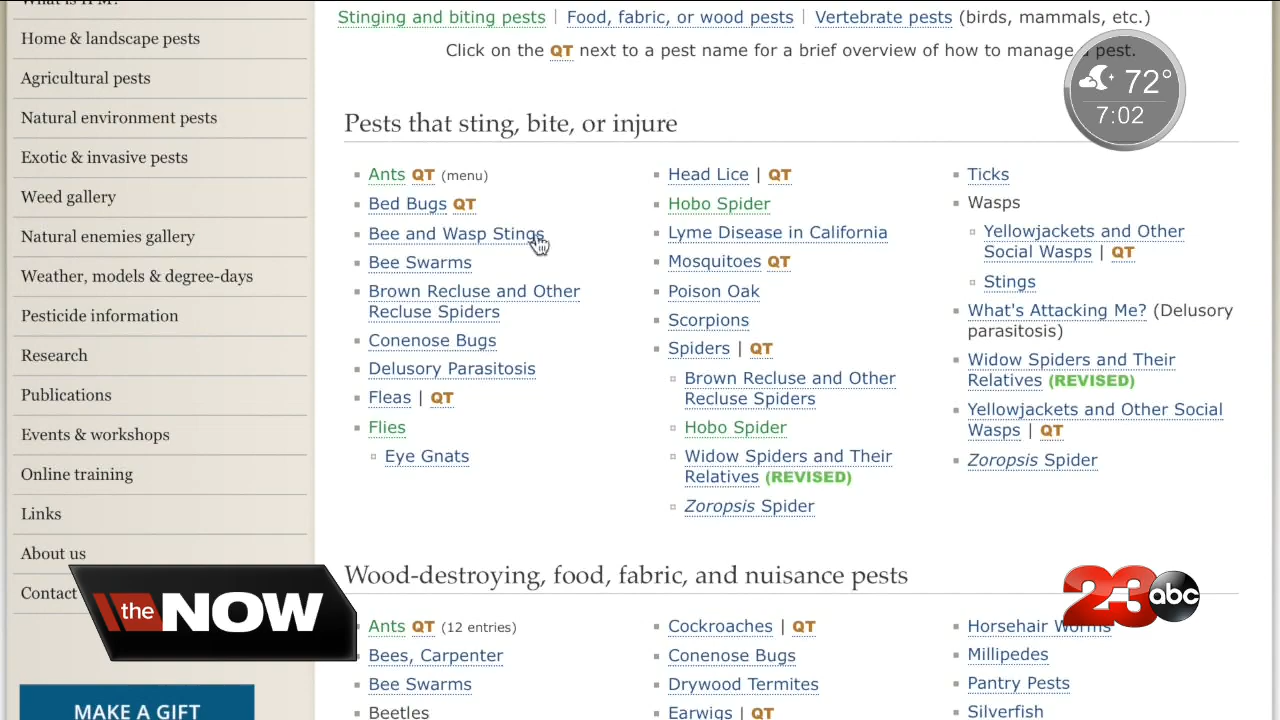 What is IPM?
Home & landscape pests
Agricultural pests
Natural environment pests
Exotic & invasive pests
Weed gallery
Natural enemies gallery
Weather, models & degree-days
Pesticide information
Research
Publications
Events & workshops
Online training
Links
About us
Contact
MAKE A GIFT
Stinging and biting pests | Food, fabric, or wood pests | Vertebrate pests (birds, mammals, etc.)
Click on the QT next to a pest name for a brief overview of how to manage a pest.
72°
7:02
Pests that sting, bite, or injure
Ants QT (menu)
Bed Bugs QT
Bee and Wasp Stings
Bee Swarms
Brown Recluse and Other
Recluse Spiders
Conenose Bugs
Delusory Parasitosis
Fleas | QT
Flies
Eye Gnats
Head Lice | QT
Hobo Spider
Lyme Disease in California
Mosquitoes QT
Poison Oak
Scorpions
Spiders | QT
Brown Recluse and Other
Recluse Spiders
Hobo Spider
Widow Spiders and Their
Relatives (REVISED)
Zoropsis Spider
Ticks
Wasps
Yellowjackets and Other
Social Wasps | QT
Stings
What's Attacking Me? (Delusory
parasitosis)
Widow Spiders and Their
Relatives (REVISED)
Yellowjackets and Other Social
Wasps | QT
Zoropsis Spider
Wood-destroying, food, fabric, and nuisance pests
Ants QT (12 entries)
Bees, Carpenter
Bee Swarms
Beetles
Cockroaches | QT
Conenose Bugs
Drywood Termites
Earwigs | QT
Horsehair Worms
Millipedes
Pantry Pests
Silverfish
the NOW
23 abc